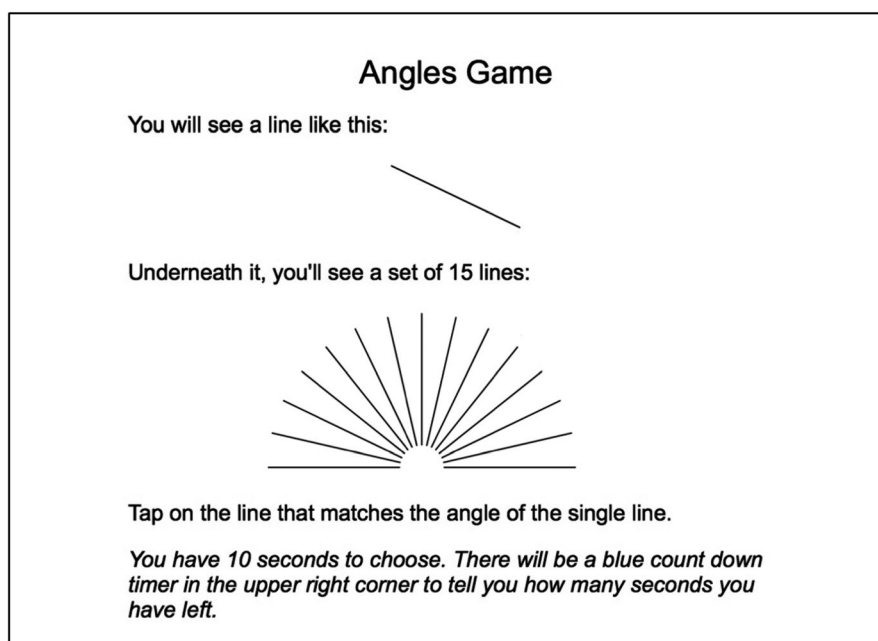 Angles Game
You will see a line like this:
Underneath it, you'll see a set of 15 lines:
Tap on the line that matches the angle of the single line.
You have 10 seconds to choose. There will be a blue count down
timer in the upper right corner to tell you how many seconds you
have left.